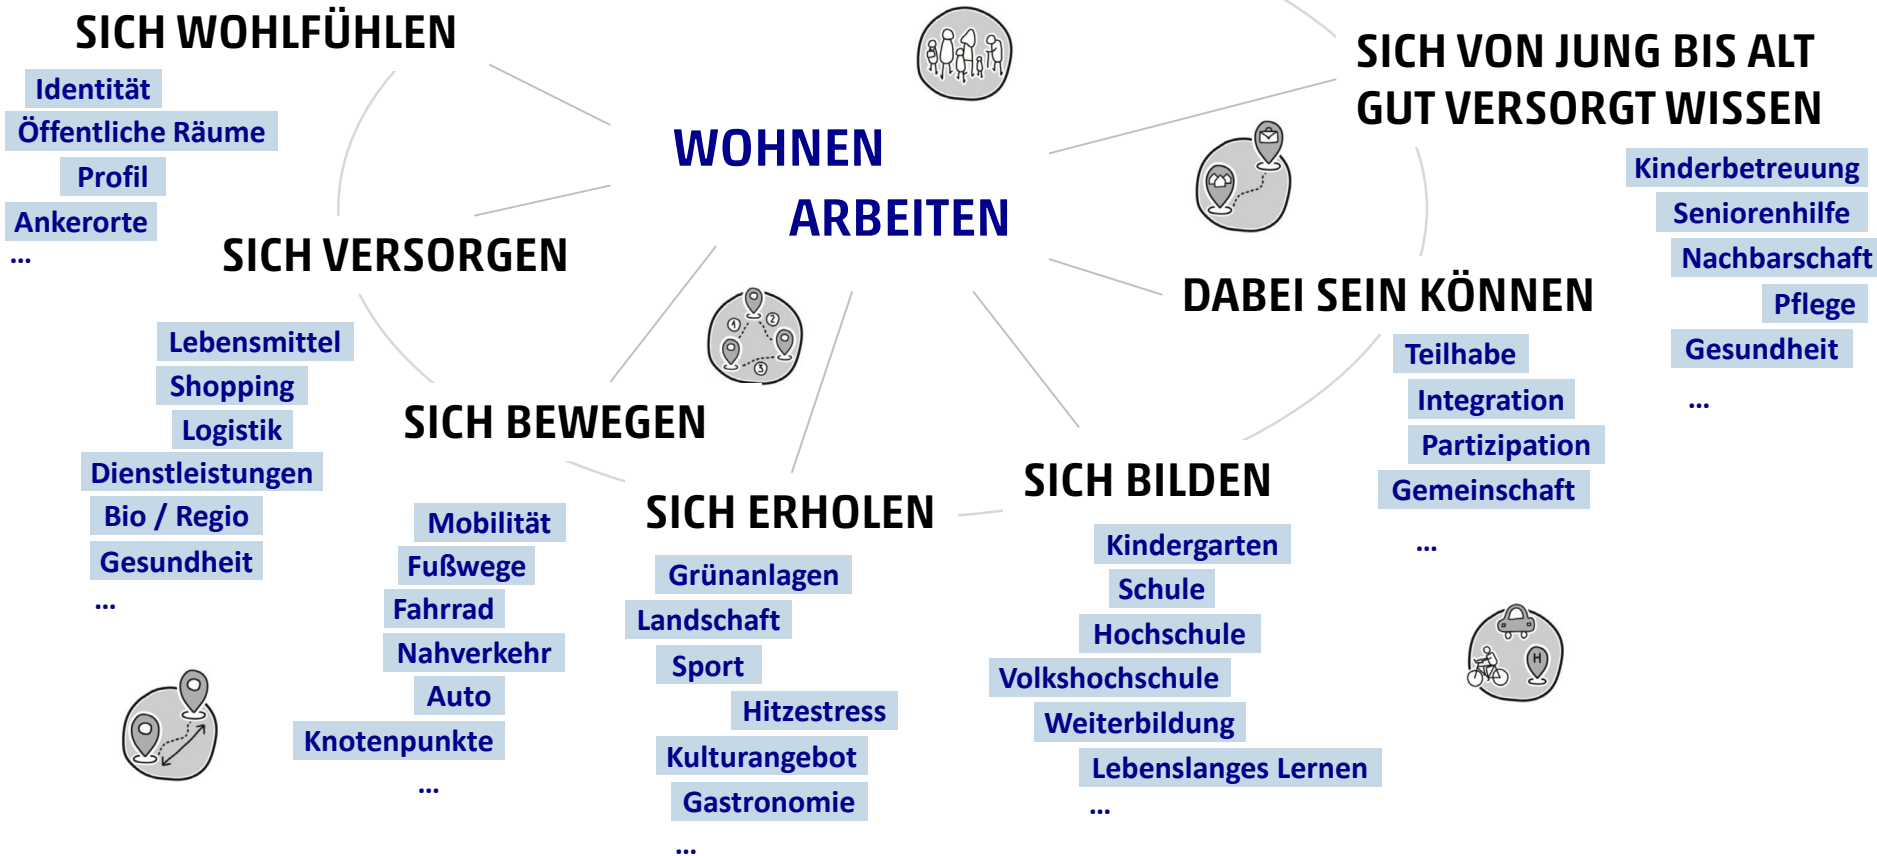 SICH WOHLFÜHLEN
Identität
Öffentliche Räume
Profil
Ankerorte
...
WOHNEN
ARBEITEN
SICH VON JUNG BIS ALT
GUT VERSORGT WISSEN
Kinderbetreuung
Seniorenhilfe
Nachbarschaft
Pflege
Gesundheit
...
SICH VERSORGEN
Lebensmittel
Shopping
Logistik
Dienstleistungen
Bio / Regio
Gesundheit
...
1
2
3
DABEI SEIN KÖNNEN
Teilhabe
Integration
Partizipation
Gemeinschaft
...
SICH BEWEGEN
Mobilität
Fußwege
Fahrrad
Nahverkehr
Auto
Knotenpunkte
...
SICH ERHOLEN
Grünanlagen
Landschaft
Sport
Hitzestress
Kulturangebot
Gastronomie
...
SICH BILDEN
Kindergarten
Schule
Hochschule
Volkshochschule
Weiterbildung
Lebenslanges Lernen
...
H